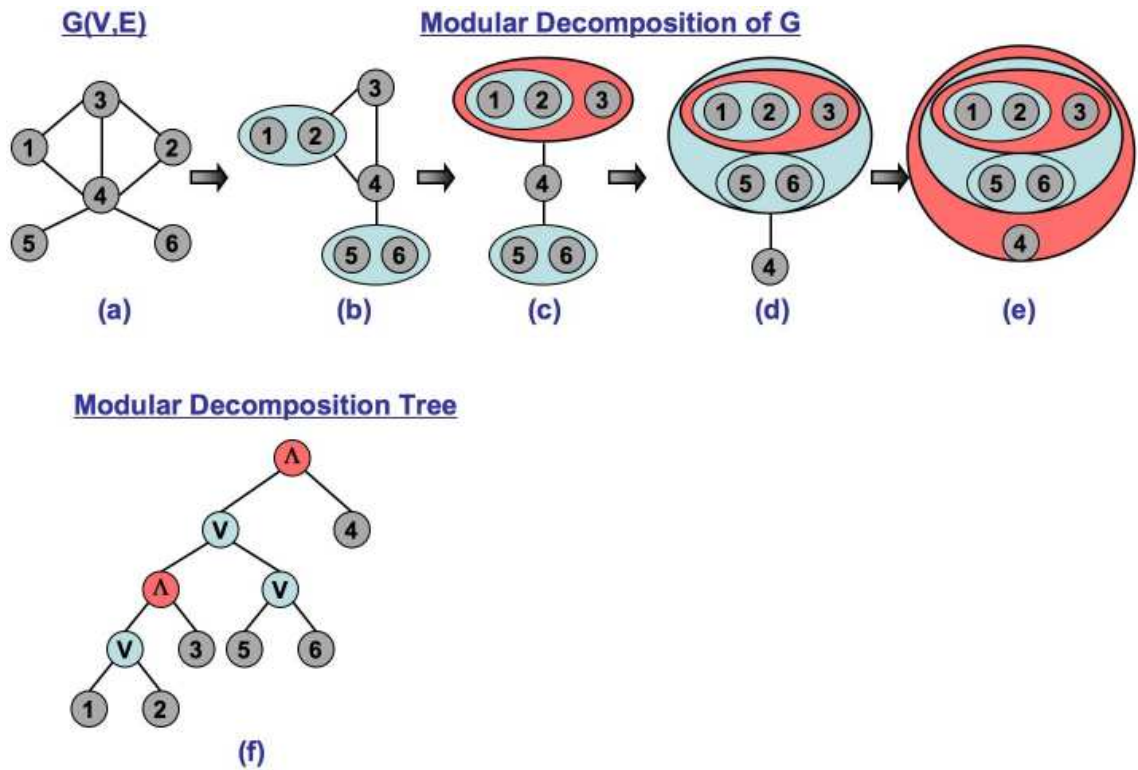 G(V,E)
Modular Decomposition of G
3
1
2
4
5
6
(a)
3
1 2
4
5 6
(b)
1 2 3
4
5 6
(c)
1 2 3
5 6
4
(d)
1 2 3
5 6
4
(e)
Modular Decomposition Tree
Λ
V
4
Λ
V
V
3
5
6
1
2
(f)